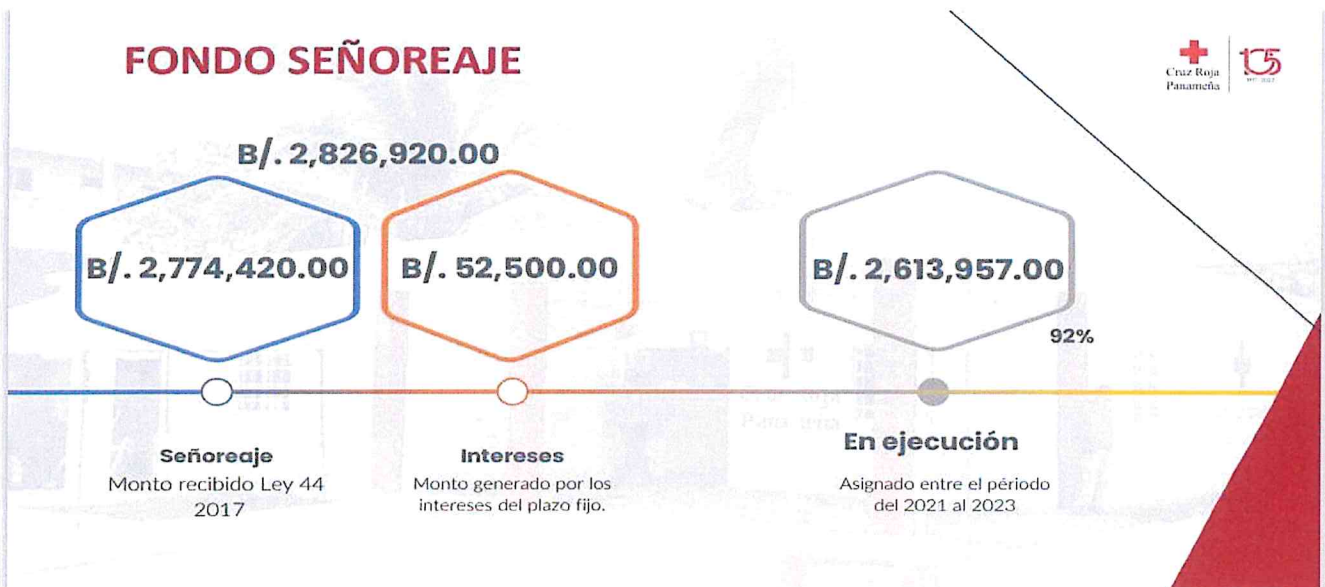 FONDO SEÑOREAJE
Cruz Roja
Panameña
105
B/. 2,826,920.00
B/. 2,774,420.00
B/. 52,500.00
B/. 2,613,957.00
92%
Señoreaje
Monto recibido Ley 44
2017
Intereses
Monto generado por los
intereses del plazo fijo.
En ejecución
Asignado entre el período
del 2021 al 2023